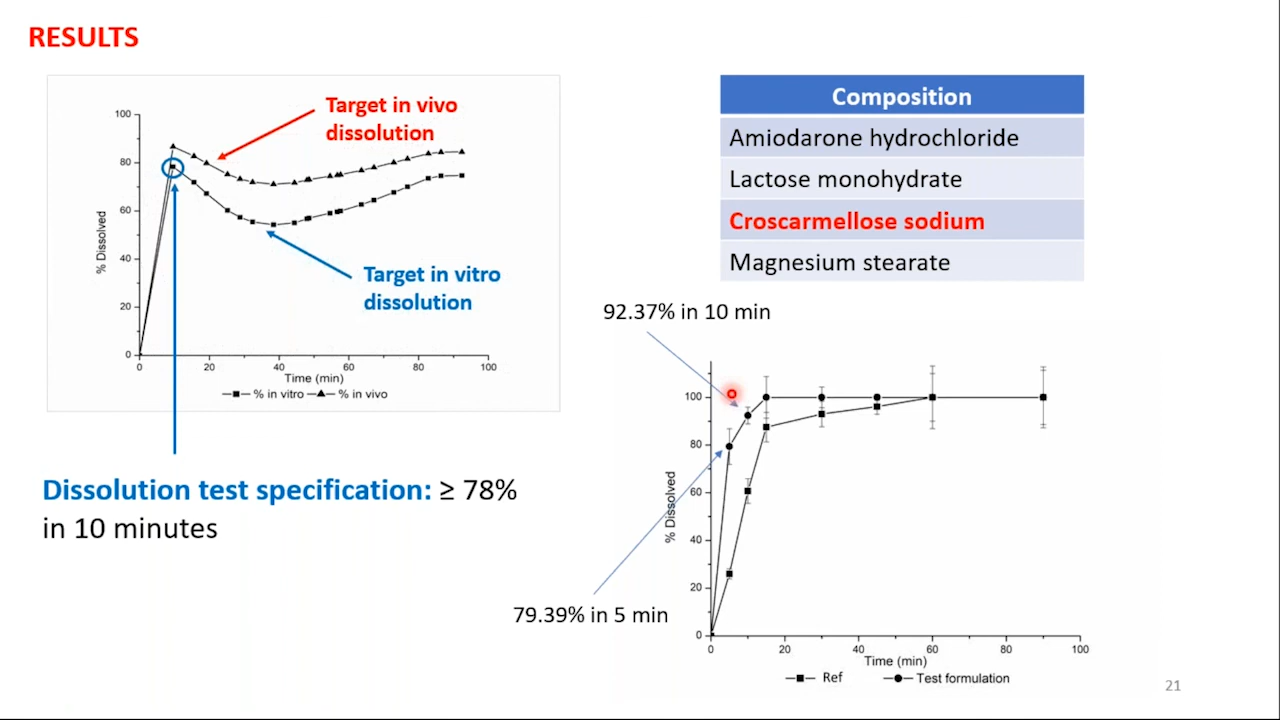 RESULTS
Target in vivo
dissolution
100
80
60
40
20
0
% Dissolved
Target in vitro
dissolution
0
20
40
60
80
100
Time (min)
% in vitro
% in vivo
Dissolution test specification: ≥ 78%
in 10 minutes
Composition
Amiodarone hydrochloride
Lactose monohydrate
Croscarmellose sodium
Magnesium stearate
92.37% in 10 min
100
80
60
40
20
0
% Dissolved
79.39% in 5 min
0
20
40
60
80
100
Time (min)
Ref
Test formulation
21